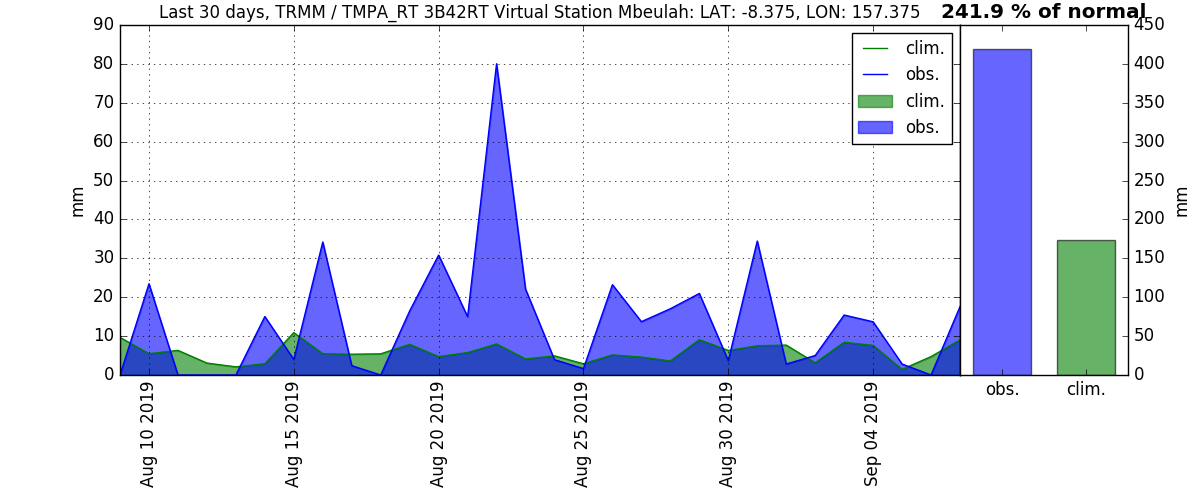 Last 30 days, TRMM / TMPA_RT 3B42RT Virtual Station Mbeulah: LAT: -8.375, LON: 157.375 241.9 % of normal
90
80
70
60
50
40
30
20
10
0
mm
clim.
obs.
clim.
obs.
Aug 10 2019
Aug 15 2019
Aug 20 2019
Aug 25 2019
Aug 30 2019
Sep 04 2019
450
400
350
300
250
200
150
100
50
0
mm
obs. clim.